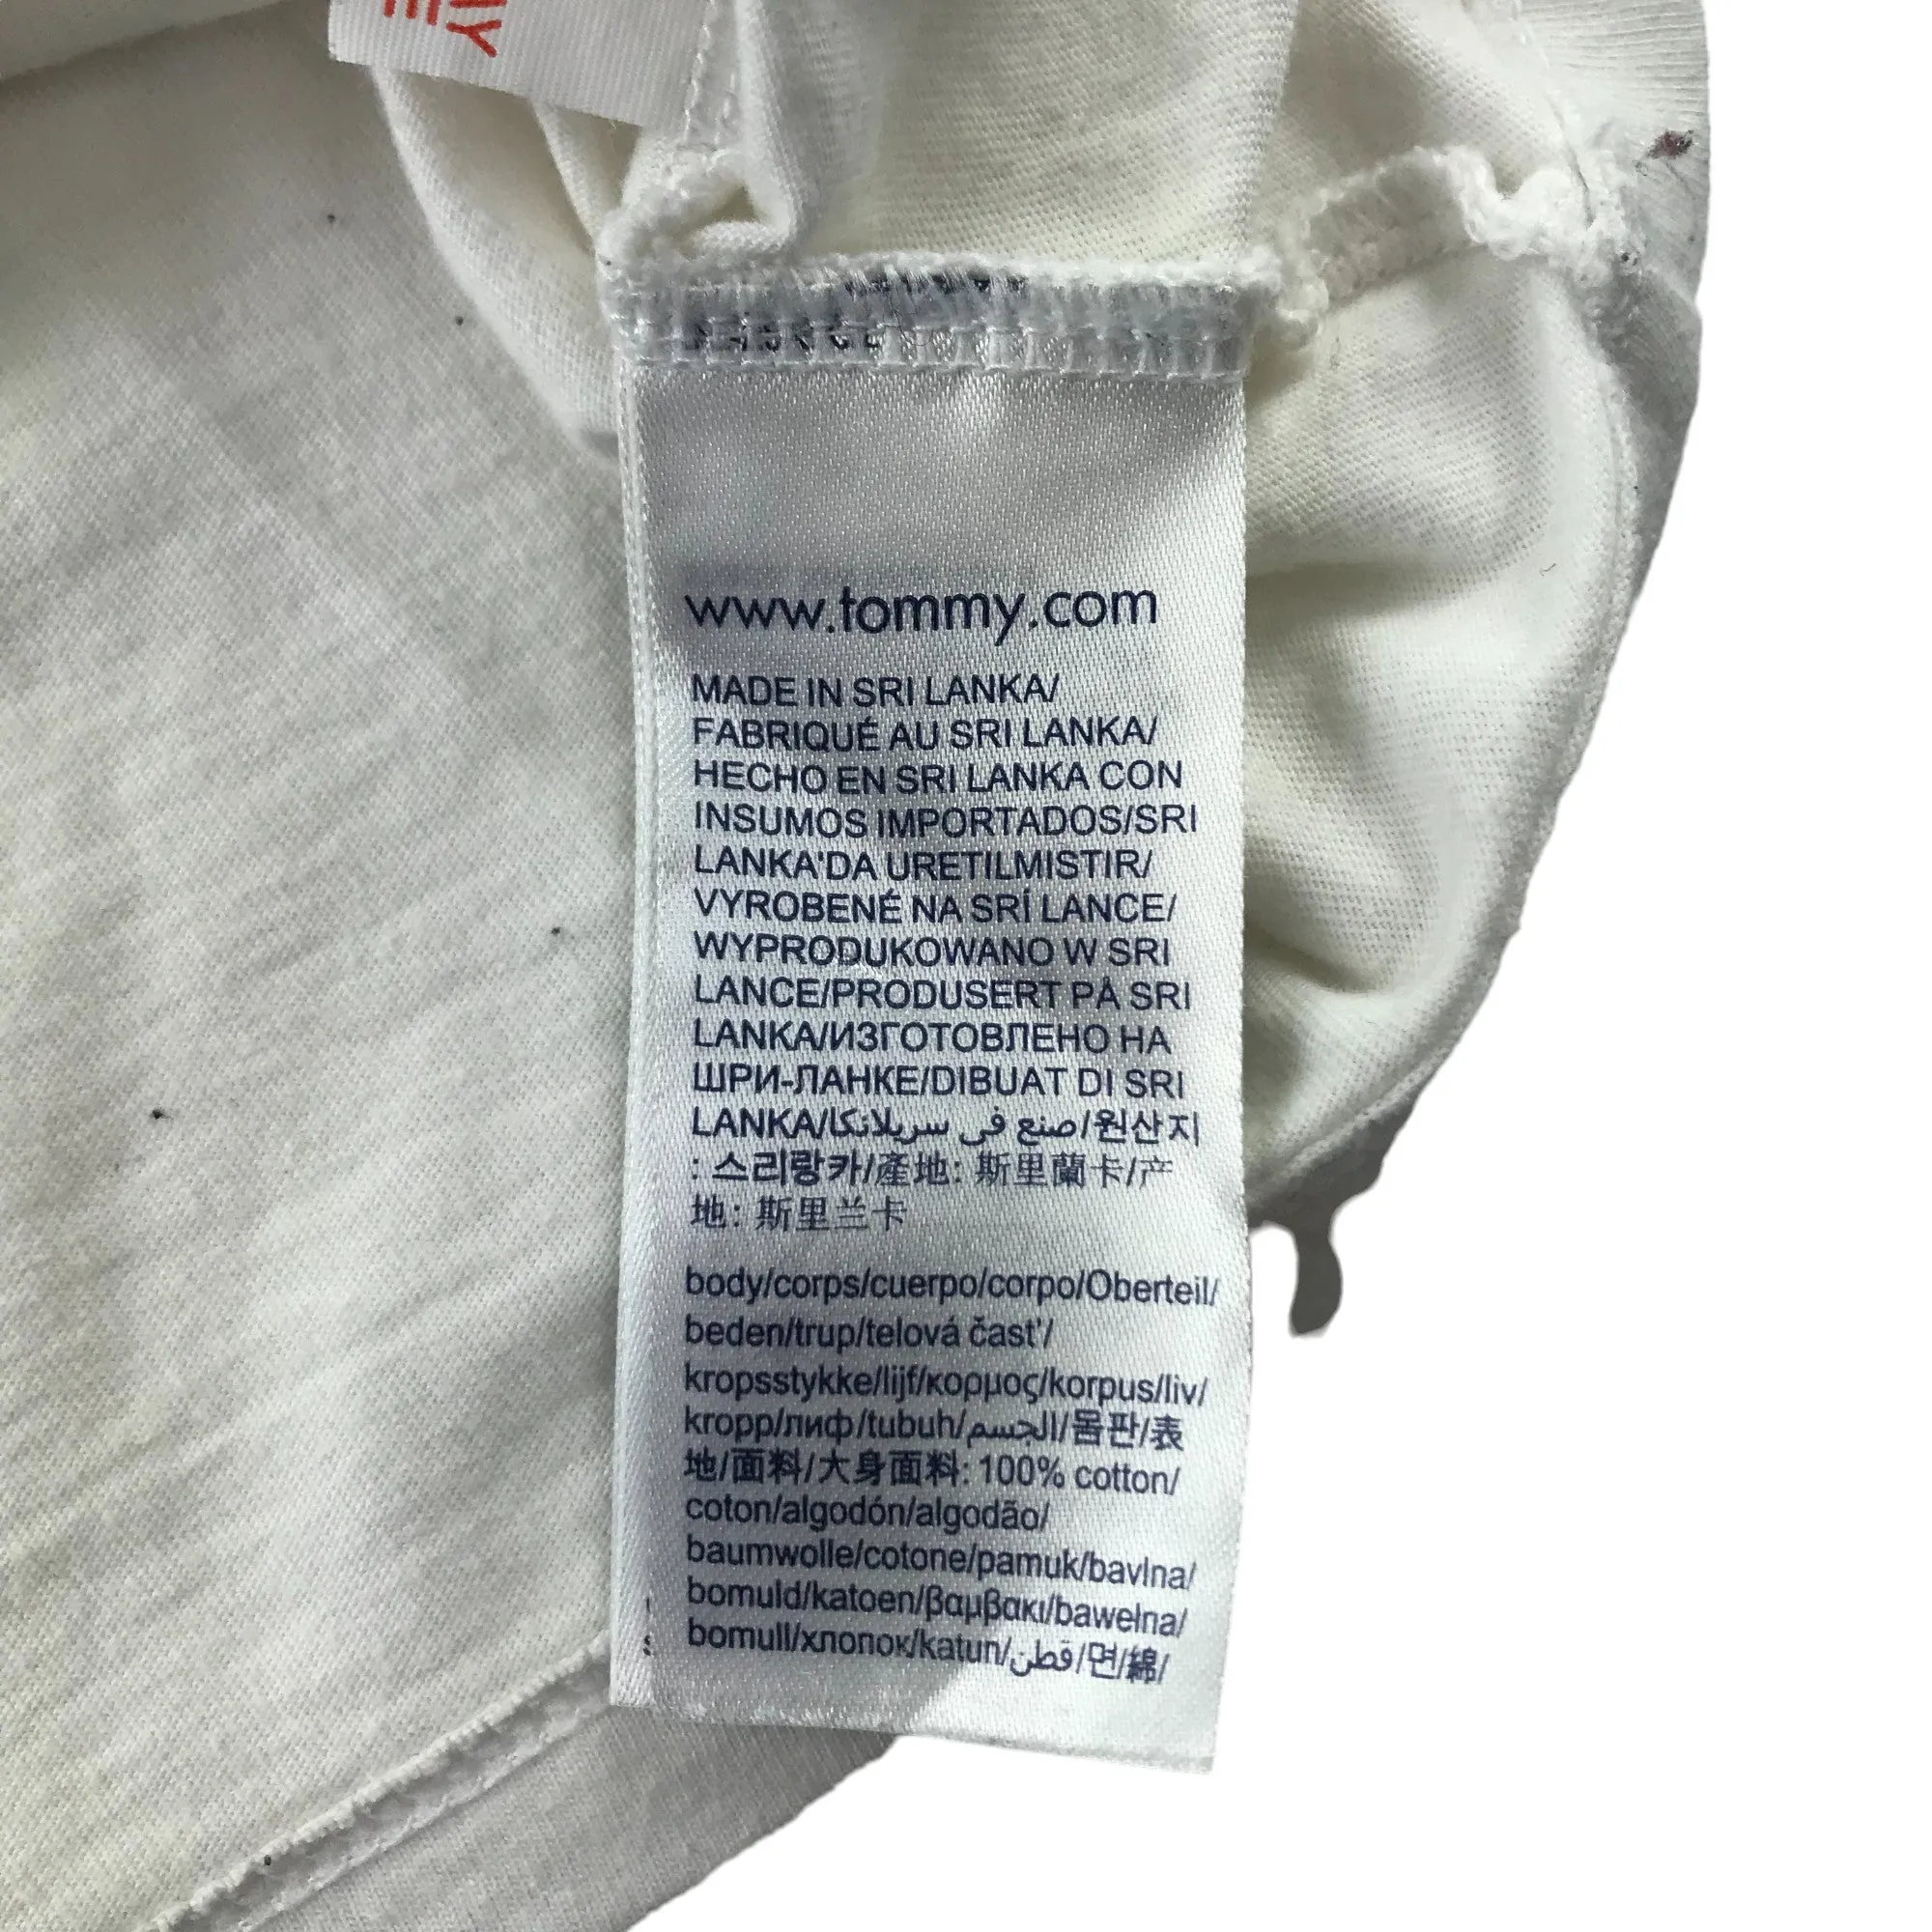 MY
www.tommy.com
MADE IN SRI LANKA/
FABRIQUÉ AU SRI LANKA/
HECHO EN SRI LANKA CON
INSUMOS IMPORTADOS/SRI
LANKA'DA URETILMISTIR/
VYROBENÉ NA SRÍ LANCE/
WYPRODUKOWANO W SRI
LANCE/PRODUSERT PÅ SRI
LANKA/ИЗГОТОВЛЕНО НА
ШРИ-ЛАНКЕ/DIBUAT DI SRI
LANKA/صنع في سريلانكا/원산지
: 스리랑카/產地: 斯里蘭卡/产
地: 斯里兰卡
body/corps/cuerpo/corpo/Oberteil/
beden/trup/telová čast'/
kropsstykke/lijf/κορμος/korpus/liv/
kropp/лиф/tubuh/الجسم/몸판/表
地/面料/大身面料: 100% cotton/
coton/algodón/algodão/
baumwolle/cotone/pamuk/bavlna/
bomuld/katoen/βαμβακι/bawełna/
bomull/хлопок/katun/قطن/면/綿/